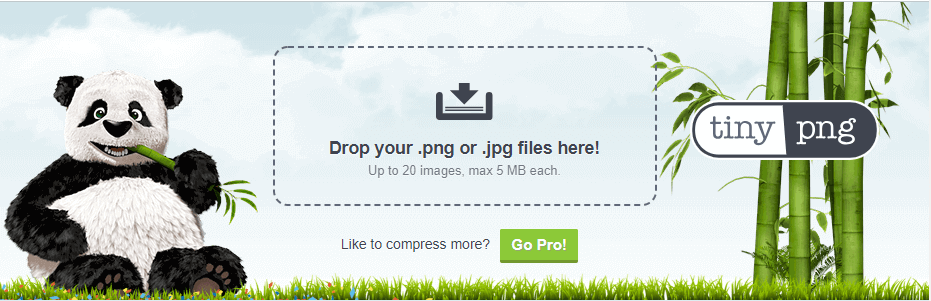 Drop your .png or .jpg files here!
Up to 20 images, max 5 MB each.
tiny png
Like to compress more? Go Pro!